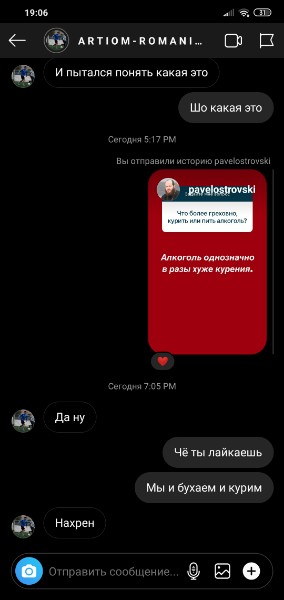 19:06
31
ARTIOM-ROMANI...
И пытался понять какая это
Шо какая это
Сегодня 5:17 PM
Вы отправили историю pavelostrovski
pavelostrovski
Что более греховно,
курить или пить алкоголь?
Алкоголь однозначно
в разы хуже курения.
Сегодня 7:05 PM
Да ну
Чё ты лайкаешь
Мы и бухаем и курим
Нахрен
Отправить сообщение...